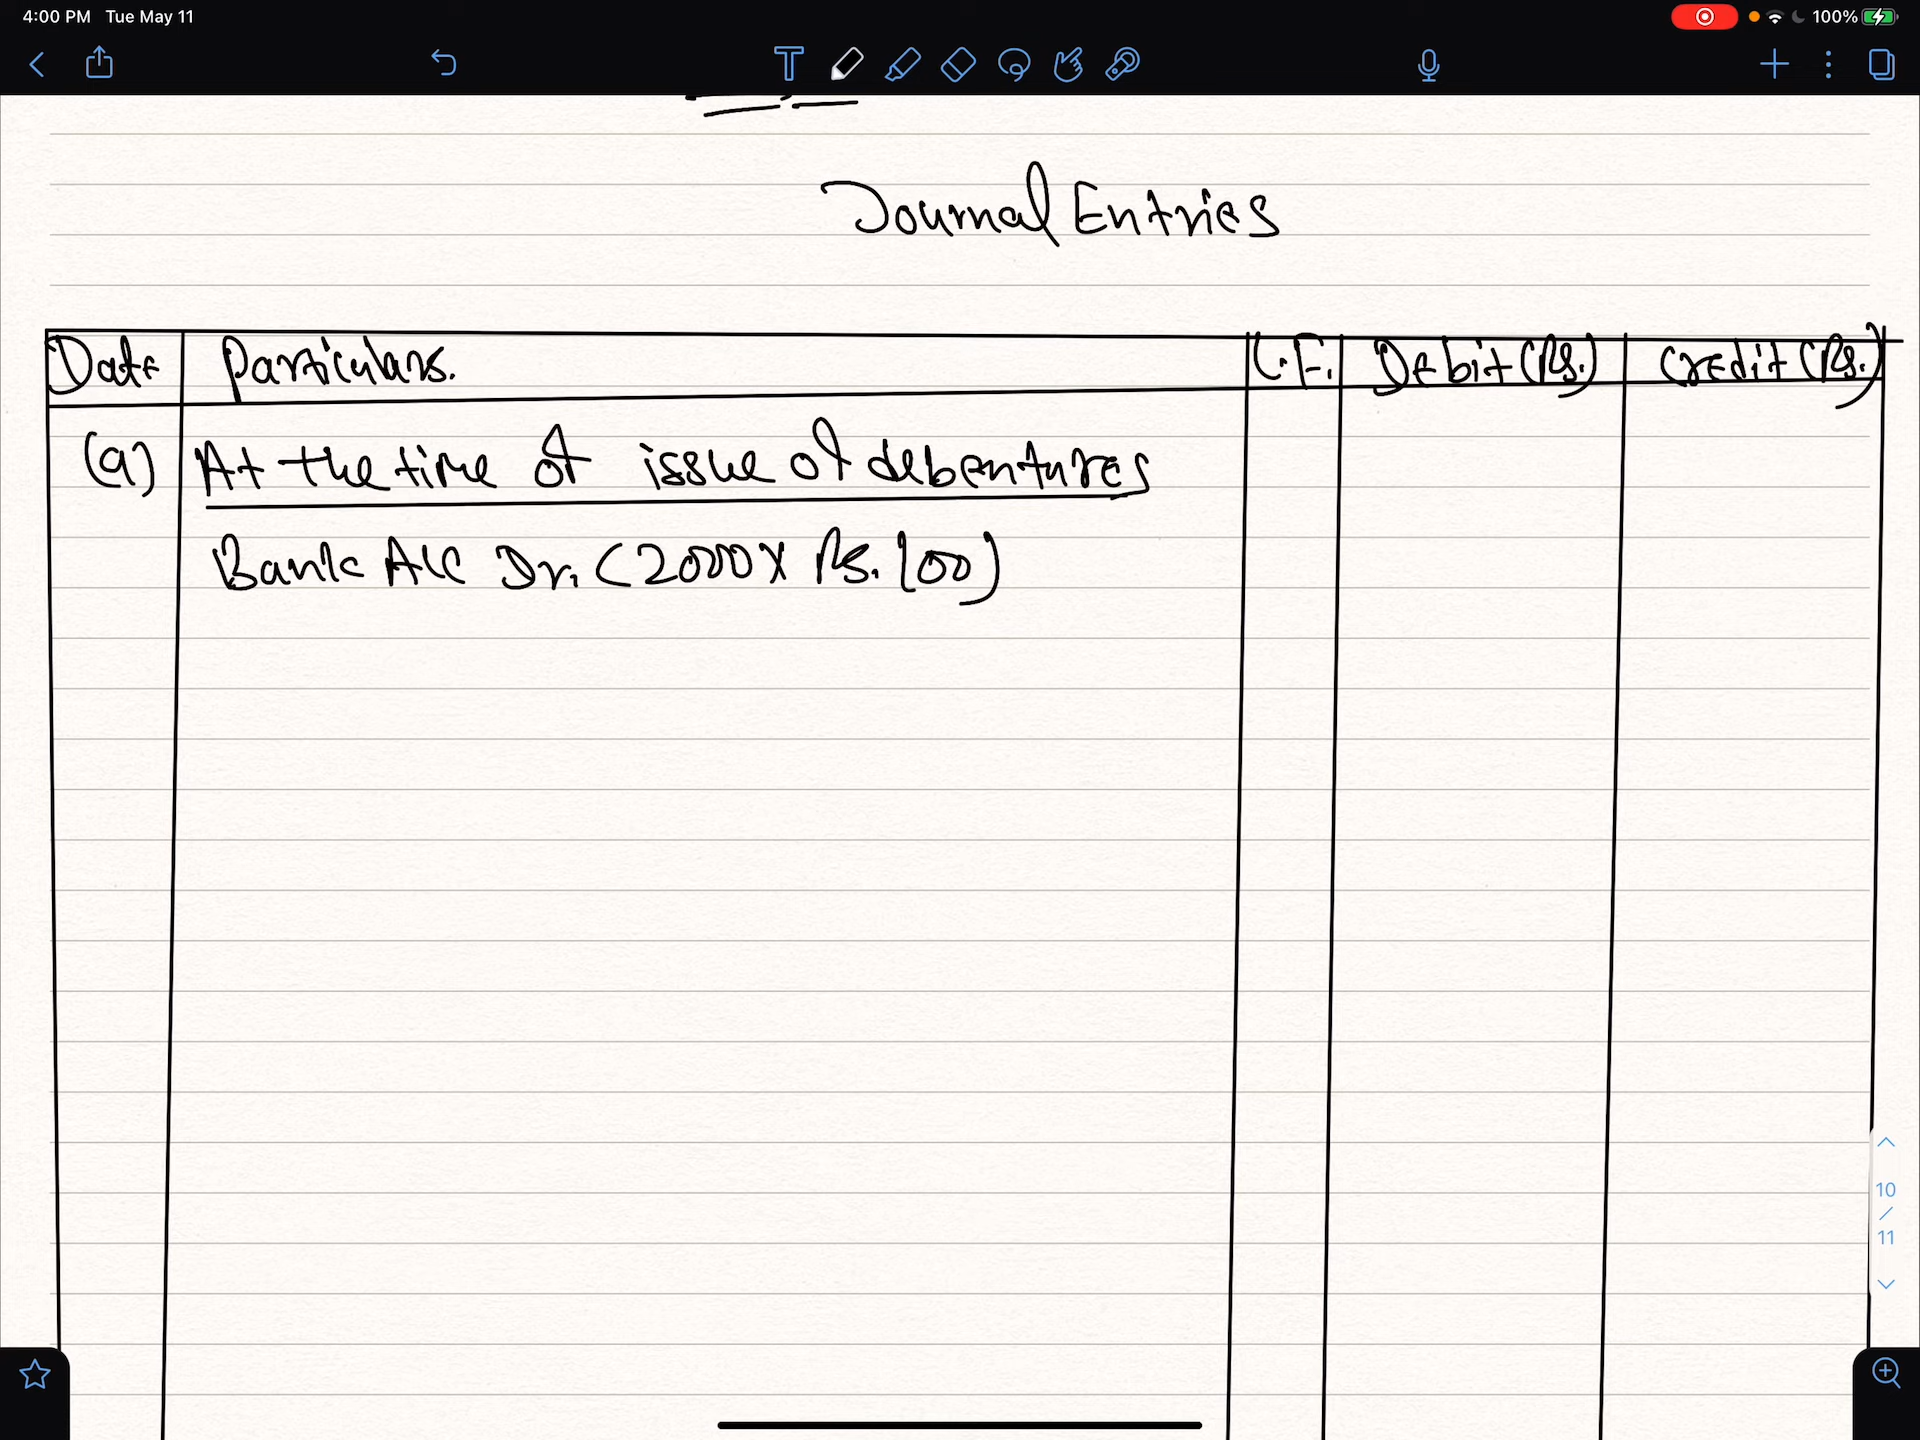 4:00 PM Tue May 11
100%
Journal Entries
Date Particulars. L.F. Debit (Rs.) Credit (Rs.)
(a) At the time of issue of debentures
Bank A/c Dr. (2000 X Rs. 100)
10
/
11